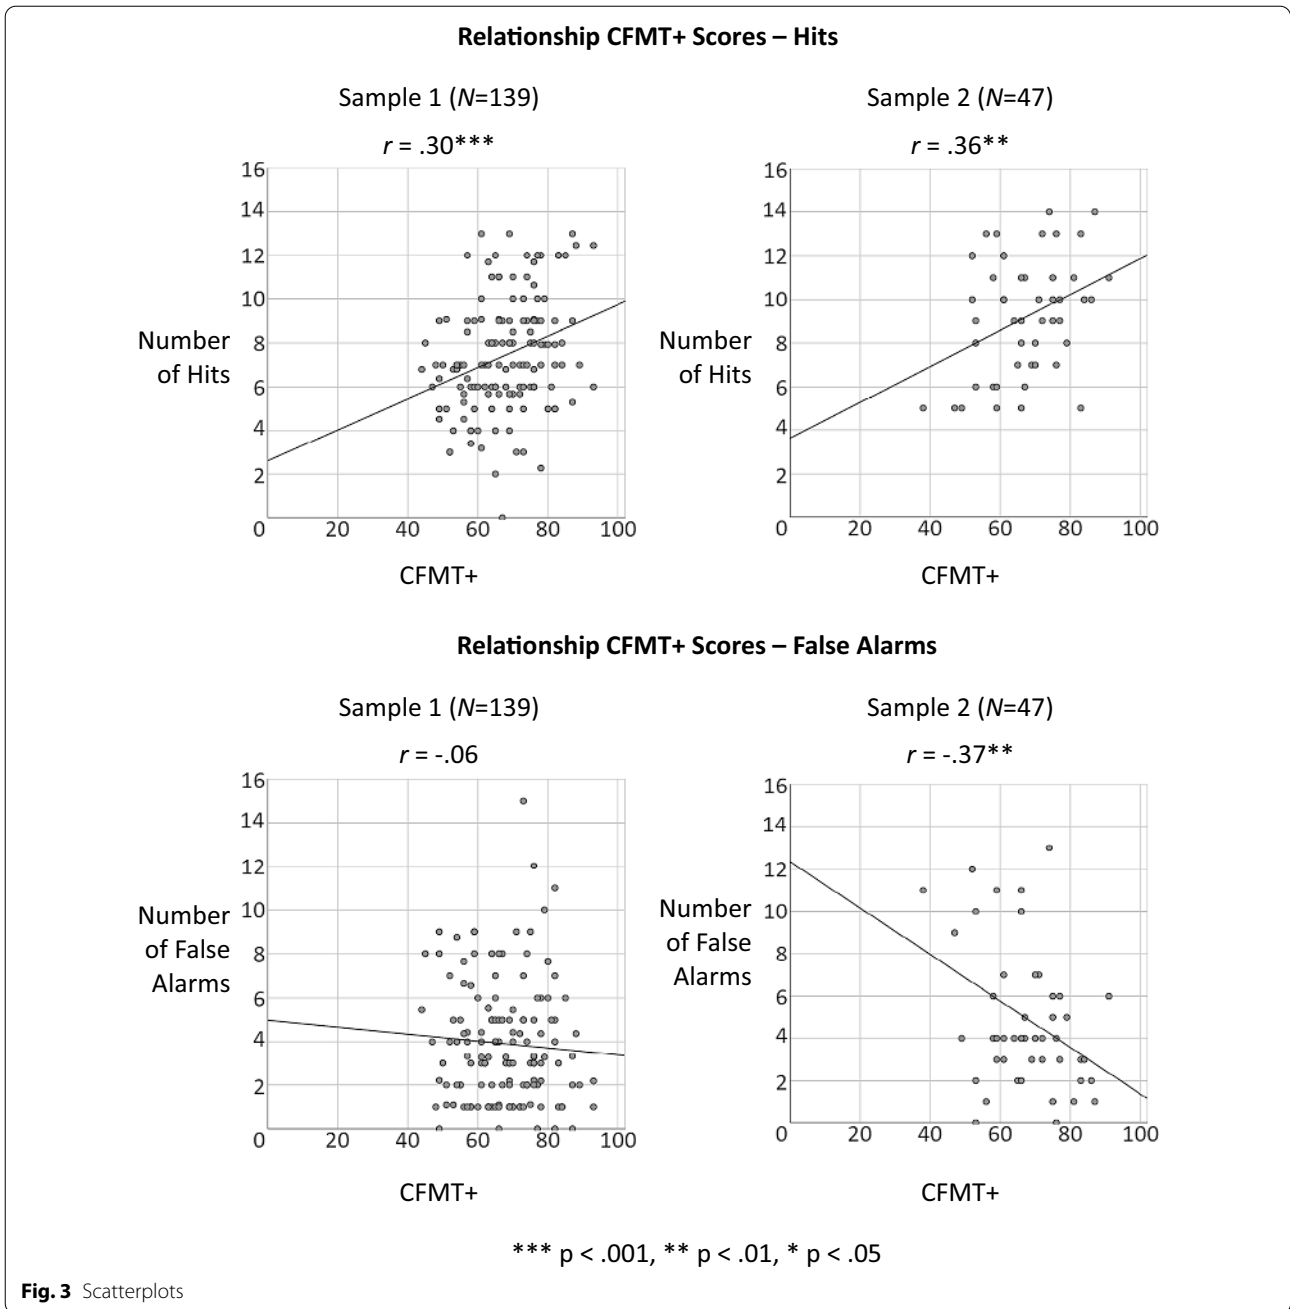 Relationship CFMT+ Scores – Hits
Sample 1 (N=139)
r = .30***
16
14
12
10
8
6
4
2
0
20
40
60
80
100
Number
of Hits
CFMT+
Sample 2 (N=47)
r = .36**
16
14
12
10
8
6
4
2
0
20
40
60
80
100
Number
of Hits
CFMT+
Relationship CFMT+ Scores – False Alarms
Sample 1 (N=139)
r = -.06
16
14
12
10
8
6
4
2
0
20
40
60
80
100
Number
of False
Alarms
CFMT+
Sample 2 (N=47)
r = -.37**
16
14
12
10
8
6
4
2
0
20
40
60
80
100
Number
of False
Alarms
CFMT+
*** p < .001, ** p < .01, * p < .05
Fig. 3 Scatterplots